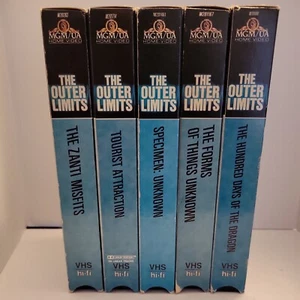 MGM/UA
HOME VIDEO
THE
OUTER
LIMITS
THE ZANTI MISFITS
VHS
hi-fi
MGM/UA
HOME VIDEO
THE
OUTER
LIMITS
TOURIST ATTRACTION
VHS
hi-fi
MGM/UA
HOME VIDEO
THE
OUTER
LIMITS
SPECIMEN: UNKNOWN
VHS
hi-fi
MGM/UA
HOME VIDEO
THE
OUTER
LIMITS
THE FORMS
OF THINGS UNKNOWN
VHS
hi-fi
MGM/UA
HOME VIDEO
THE
OUTER
LIMITS
THE HUNDRED DAYS OF THE DRAGON
VHS
hi-fi